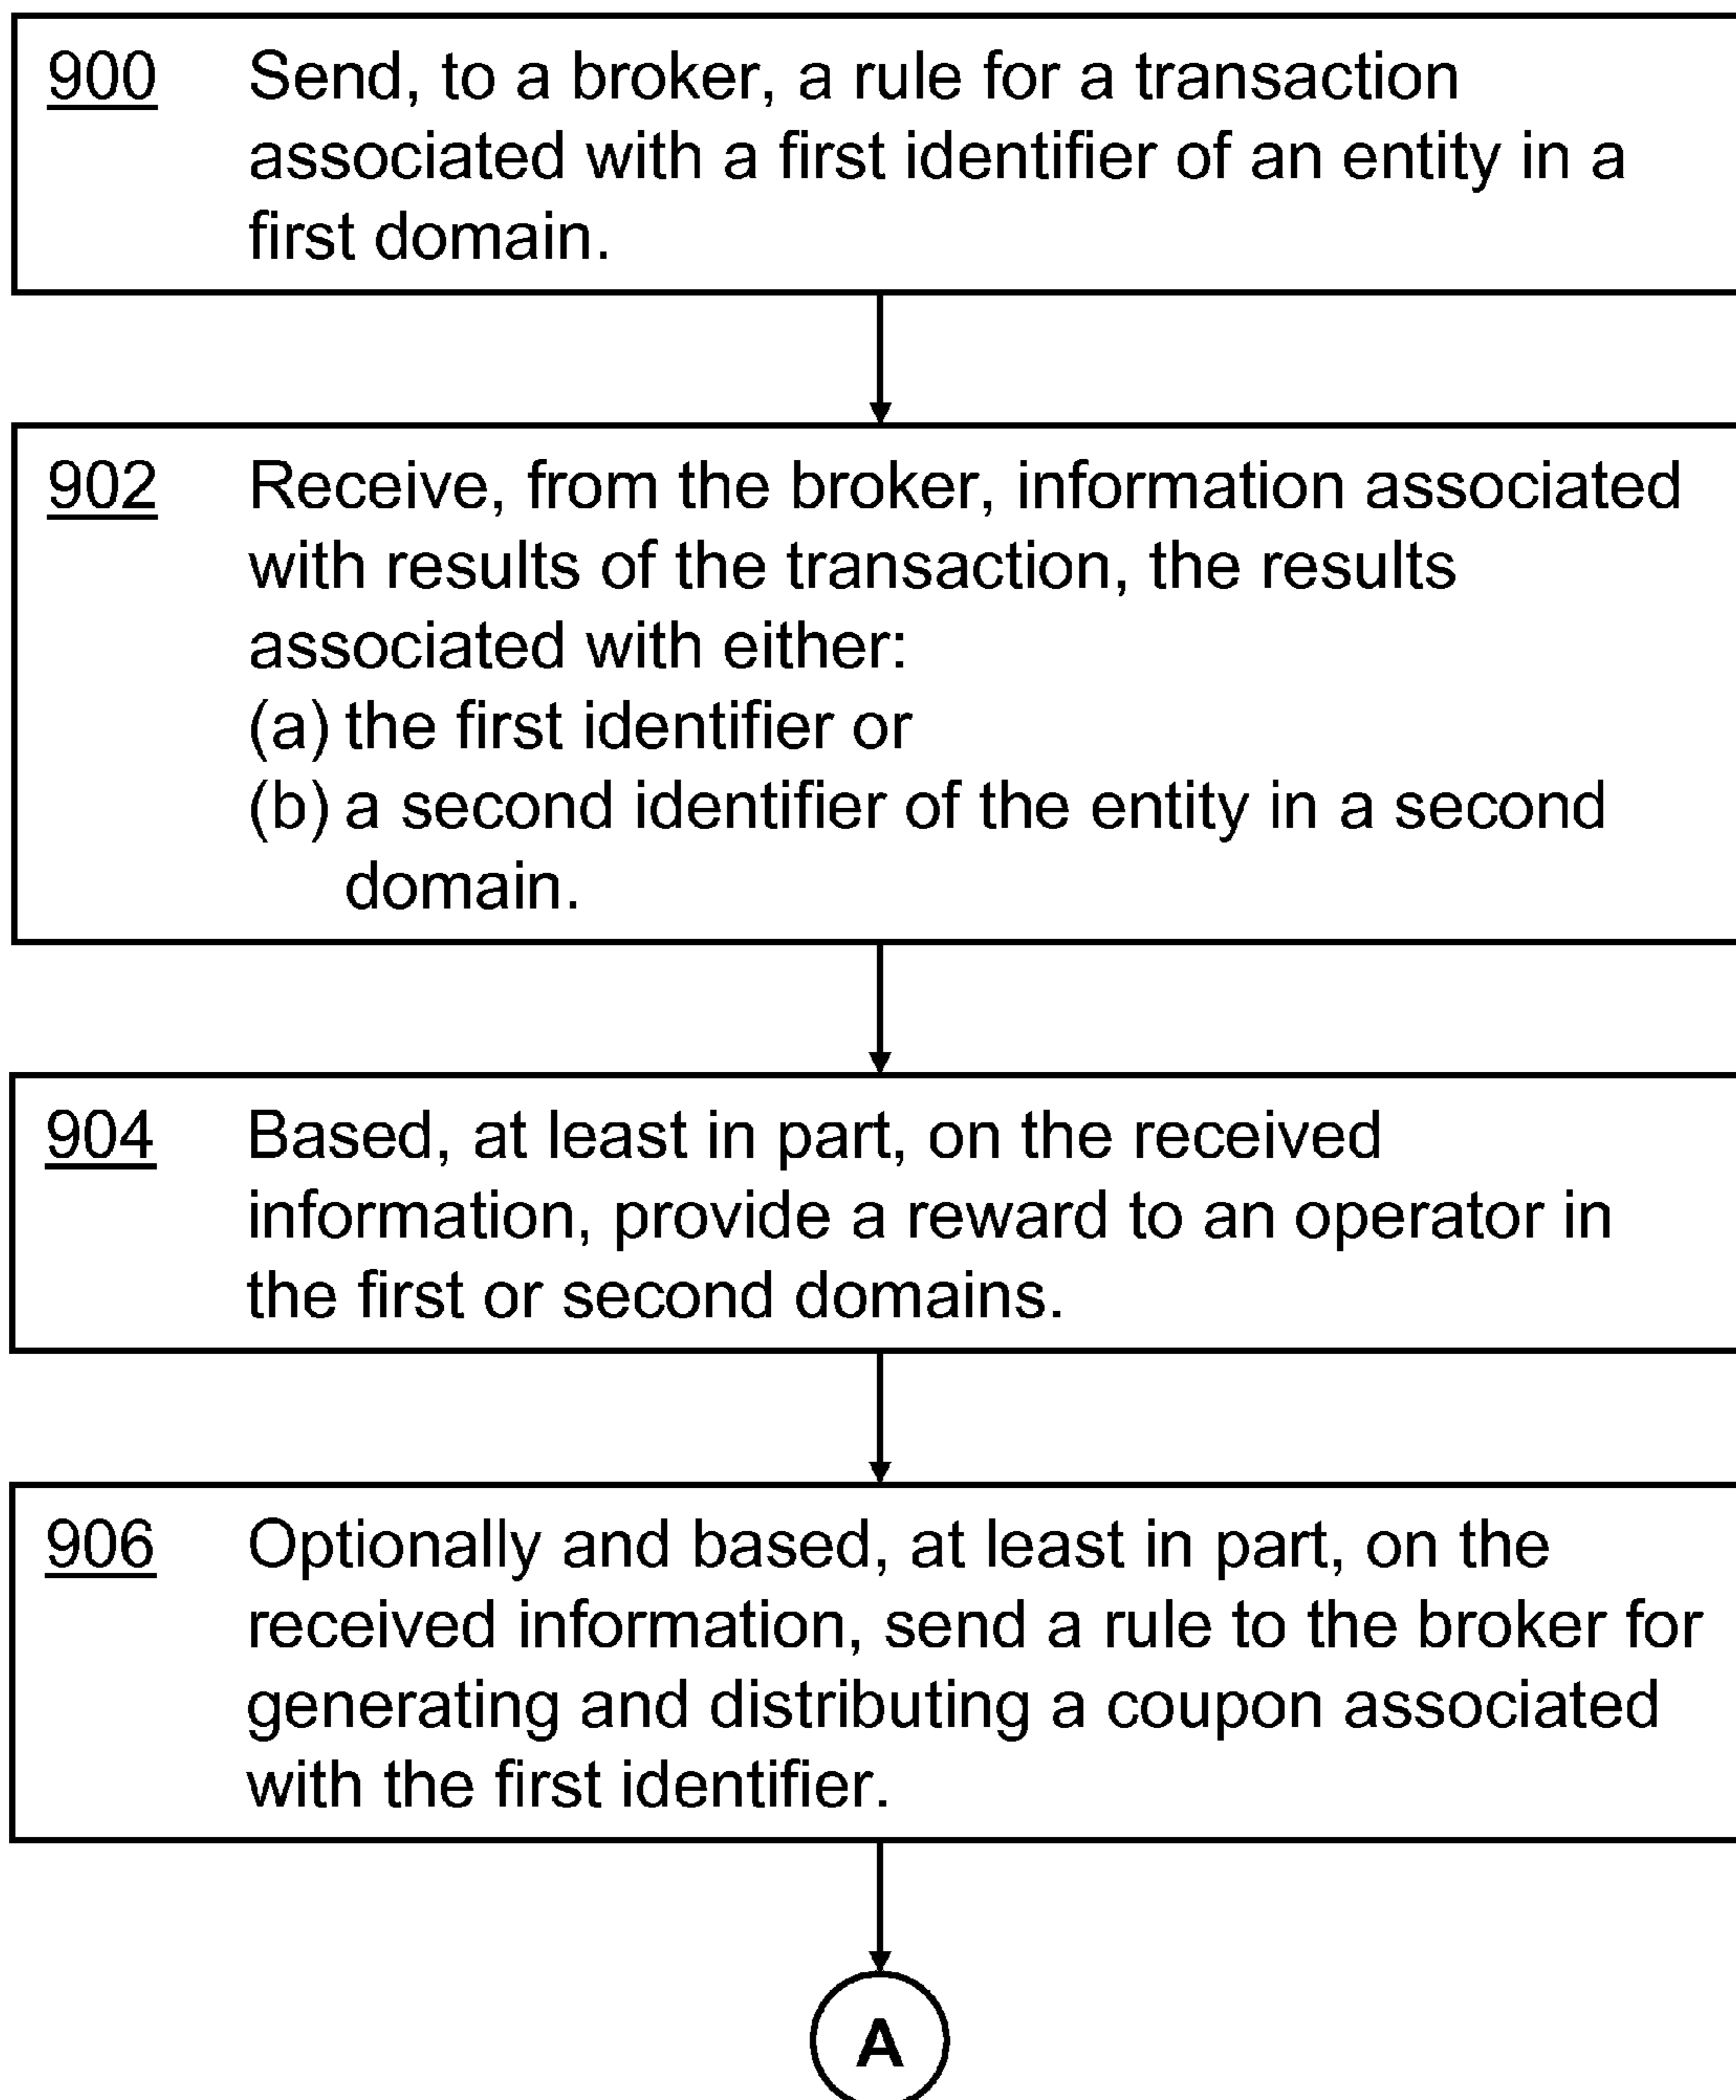 900 Send, to a broker, a rule for a transaction
associated with a first identifier of an entity in a
first domain.
902 Receive, from the broker, information associated
with results of the transaction, the results
associated with either:
(a) the first identifier or
(b) a second identifier of the entity in a second
domain.
904 Based, at least in part, on the received
information, provide a reward to an operator in
the first or second domains.
906 Optionally and based, at least in part, on the
received information, send a rule to the broker for
generating and distributing a coupon associated
with the first identifier.
A